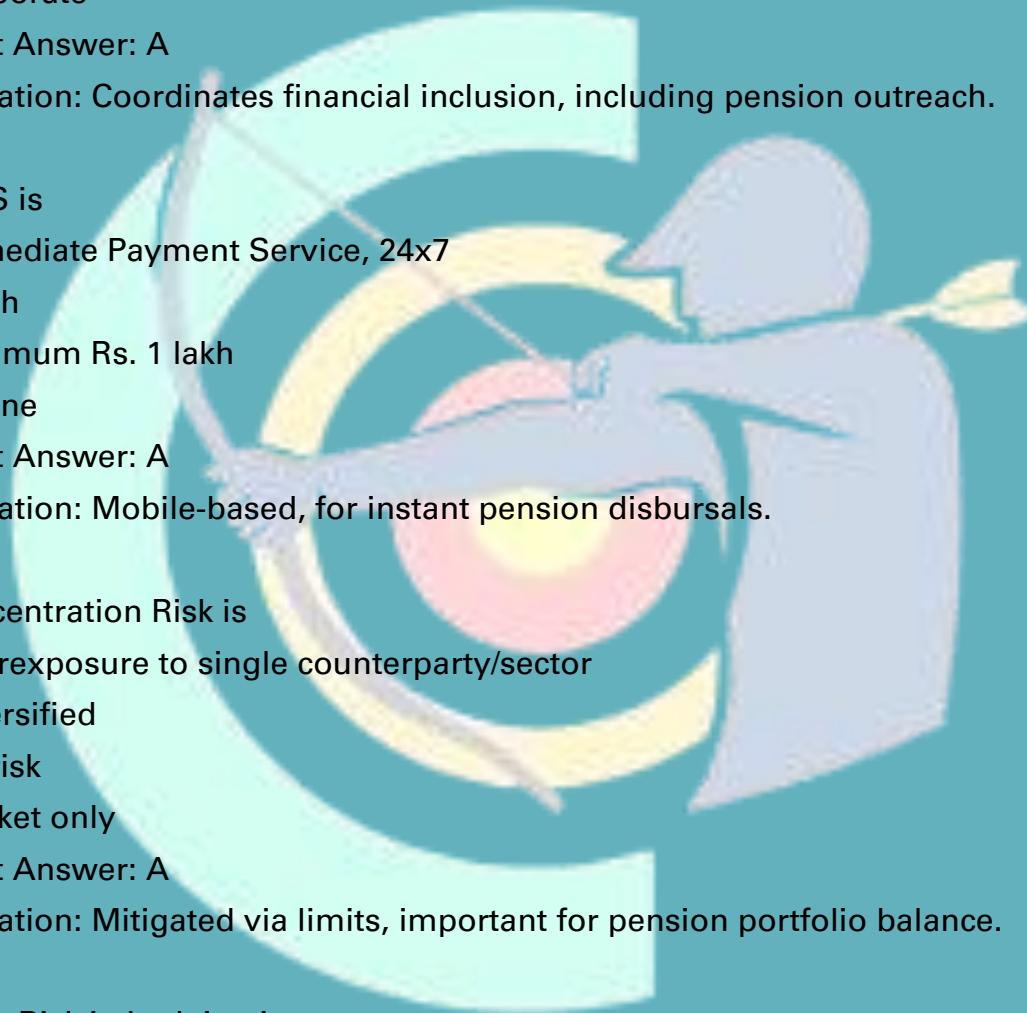 t Answer: A
ation: Coordinates financial inclusion, including pension outreach.
S is
ediate Payment Service, 24x7
h
mum Rs. 1 lakh
ne
t Answer: A
ation: Mobile-based, for instant pension disbursals.
centration Risk is
rexposure to single counterparty/sector
ersified
isk
ket only
t Answer: A
ation: Mitigated via limits, important for pension portfolio balance.